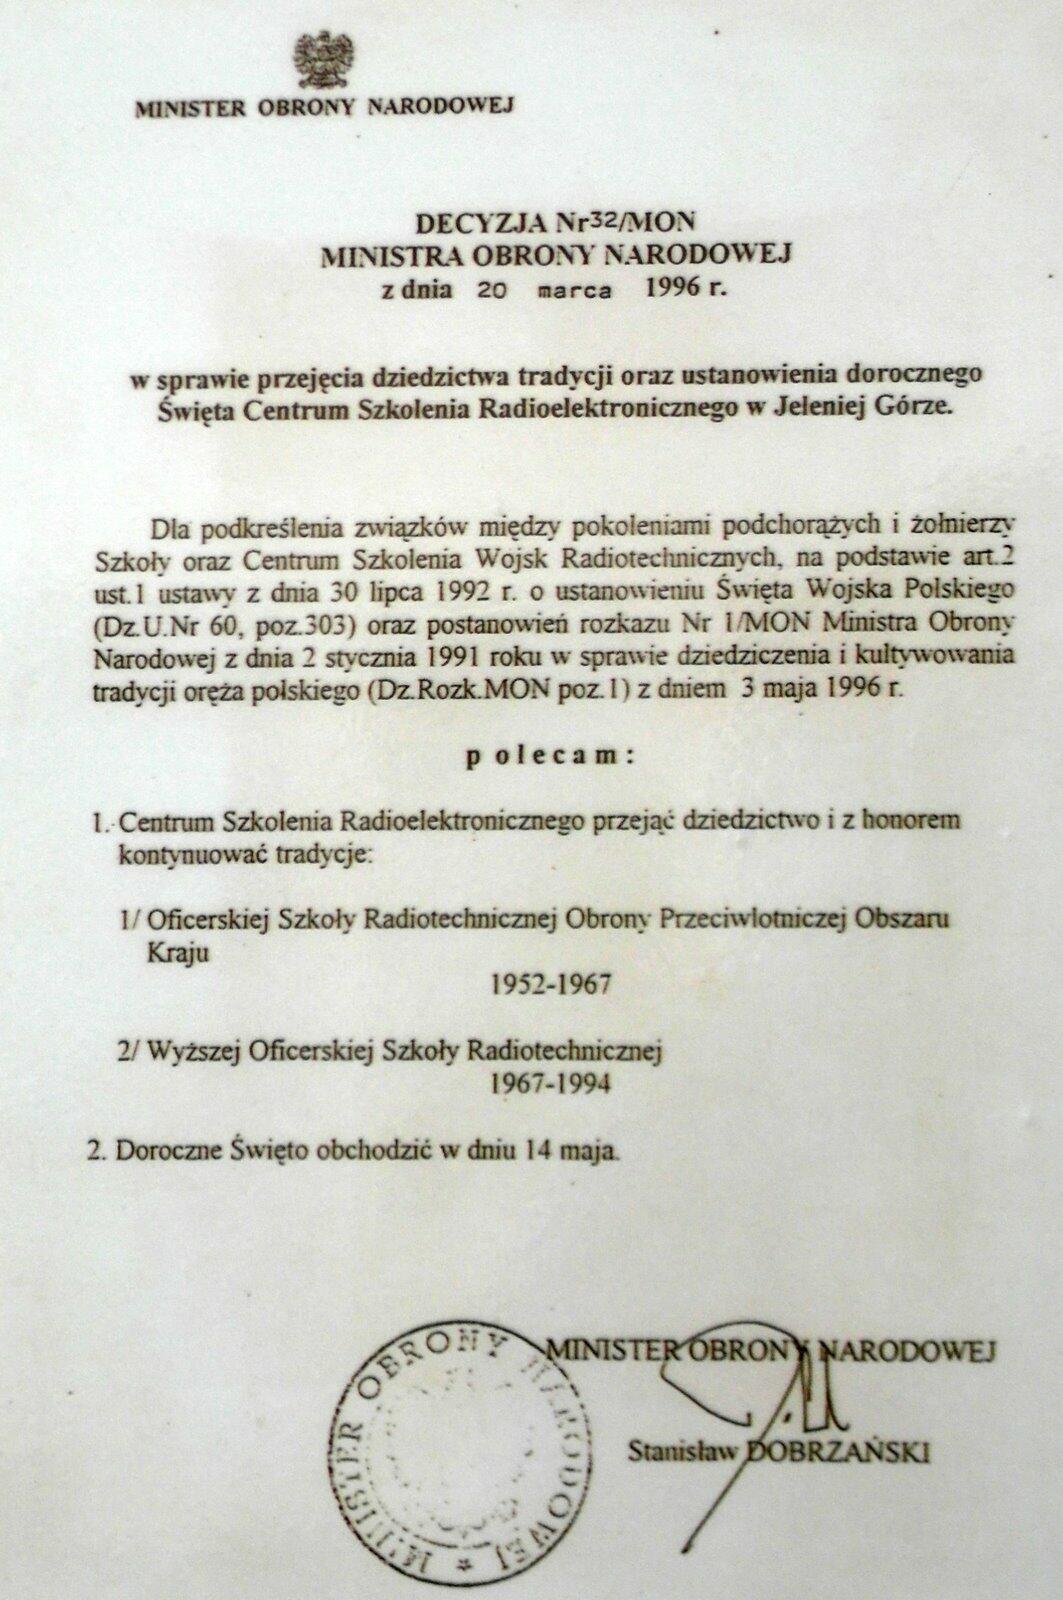 MINISTER OBRONY NARODOWEJ
DECYZJA Nr32/MON
MINISTRA OBRONY NARODOWEJ
z dnia 20 marca 1996 r.
w sprawie przejęcia dziedzictwa tradycji oraz ustanowienia dorocznego
Święta Centrum Szkolenia Radioelektronicznego w Jeleniej Górze.
Dla podkreślenia związków między pokoleniami podchorążych i żołnierzy
Szkoły oraz Centrum Szkolenia Wojsk Radiotechnicznych, na podstawie art.2
ust.1 ustawy z dnia 30 lipca 1992 r. o ustanowieniu Święta Wojska Polskiego
(Dz.U.Nr 60, poz.303) oraz postanowień rozkazu Nr 1/MON Ministra Obrony
Narodowej z dnia 2 stycznia 1991 roku w sprawie dziedziczenia i kultywowania
tradycji oręża polskiego (Dz.Rozk.MON poz.1) z dniem 3 maja 1996 r.
polecam:
1. Centrum Szkolenia Radioelektronicznego przejąć dziedzictwo i z honorem
kontynuować tradycje:
1/ Oficerskiej Szkoły Radiotechnicznej Obrony Przeciwlotniczej Obszaru
Kraju
1952-1967
2/ Wyższej Oficerskiej Szkoły Radiotechnicznej
1967-1994
2. Doroczne Święto obchodzić w dniu 14 maja.
MINISTER OBRONY NARODOWEJ
Stanisław DOBRZAŃSKI
MINISTER OBRONY NARODOWEJ *